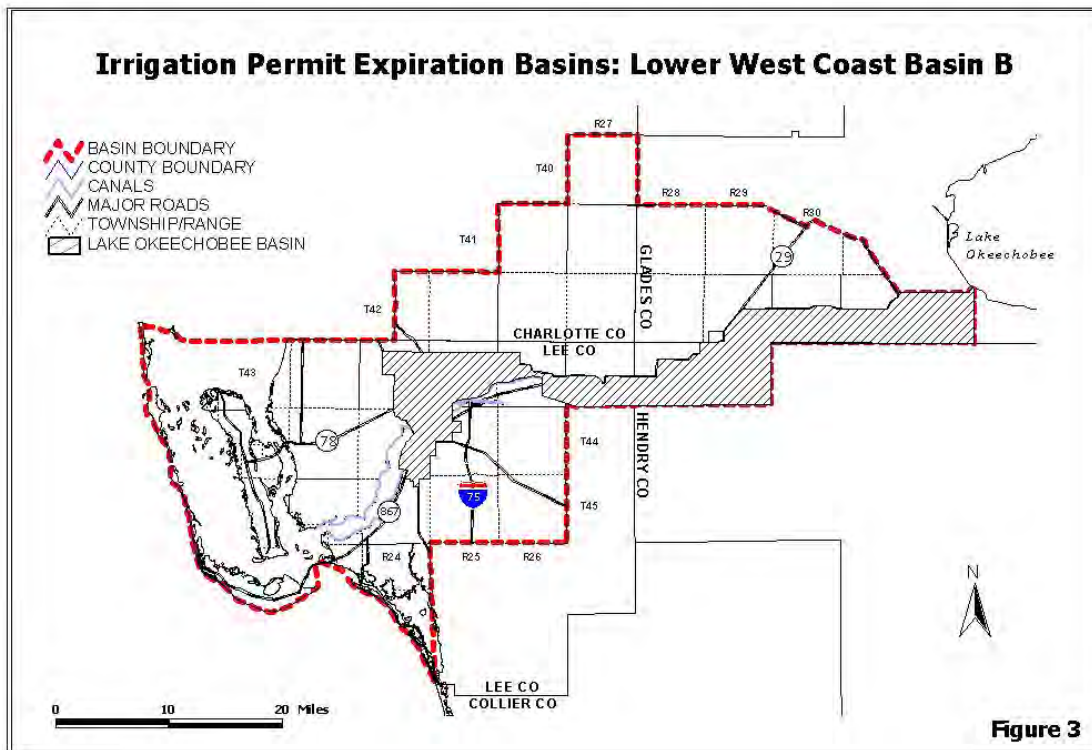 Irrigation Permit Expiration Basins: Lower West Coast Basin B
BASIN BOUNDARY
COUNTY BOUNDARY
CANALS
MAJOR ROADS
TOWNSHIP/RANGE
LAKE OKEECHOBEE BASIN
R27
T40
R28
R29
R30
T41
GLADES CO
29
Lake
Okeechobee
T42
CHARLOTTE CO
LEE CO
T43
78
HENDRY CO
T44
75
T45
867
R24
R25
R26
N
LEE CO
COLLIER CO
0
10
20 Miles
Figure 3